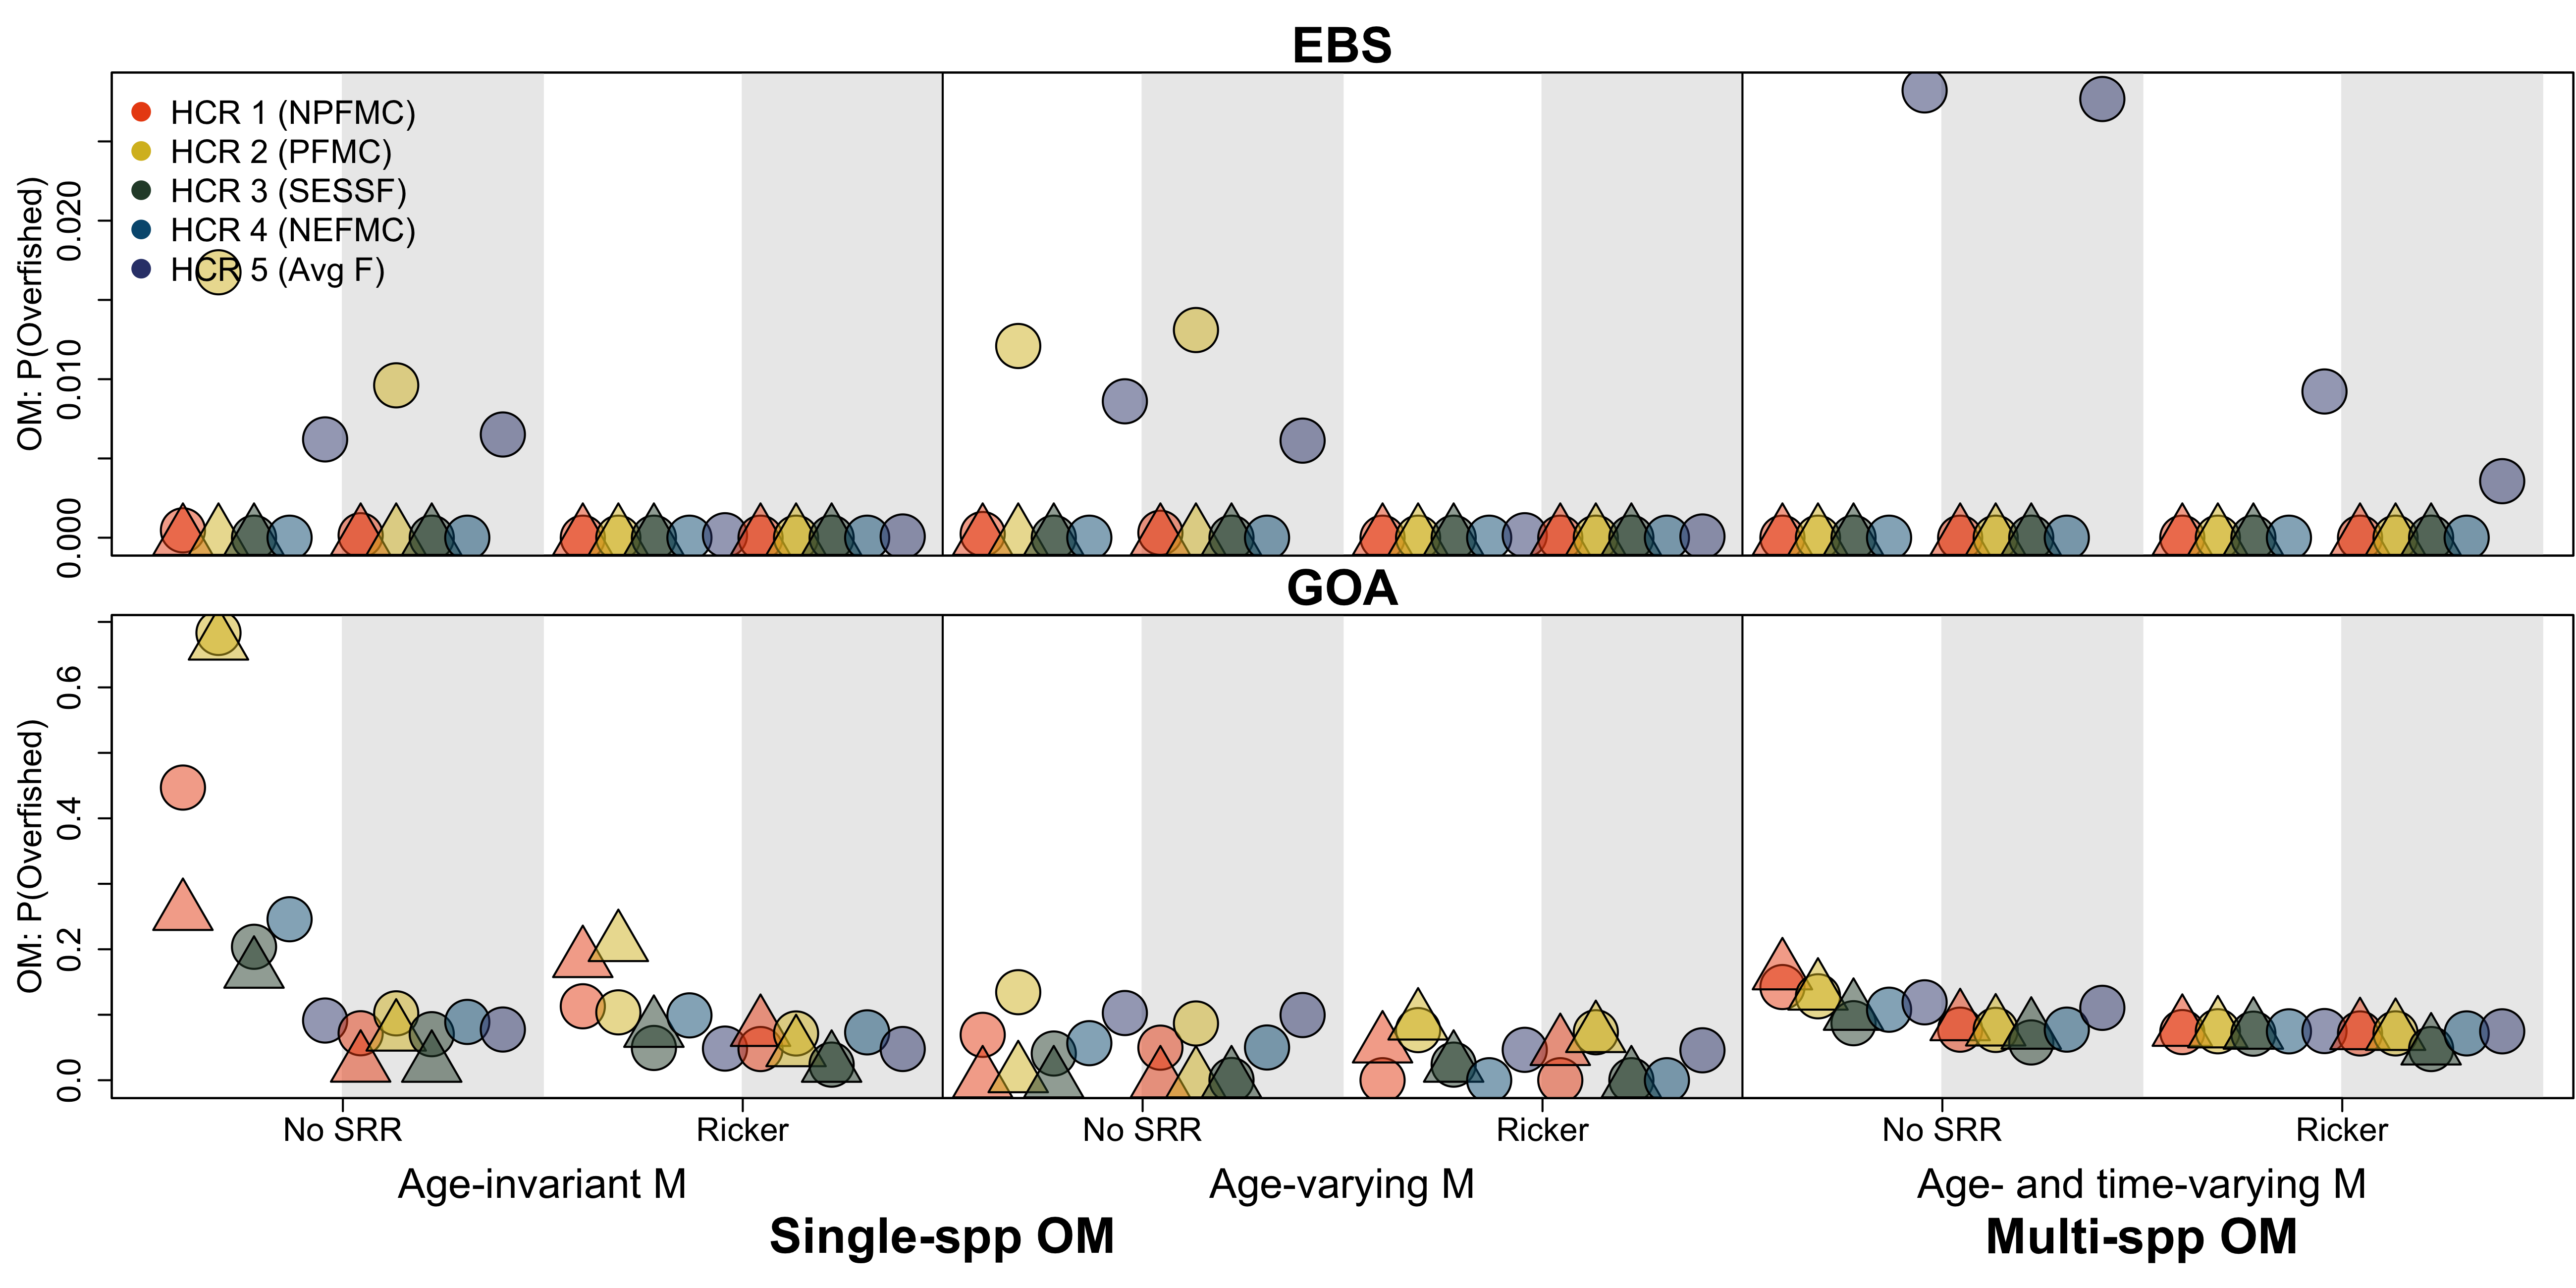 EBS
HCR 1 (NPFMC)
HCR 2 (PFMC)
HCR 3 (SESSF)
HCR 4 (NEFMC)
HCR 5 (Avg F)
OM: P(Overfished)
0.020
0.010
0.000
GOA
OM: P(Overfished)
0.6
0.4
0.2
0.0
No SRR Ricker No SRR Ricker No SRR Ricker
Age-invariant M Age-varying M Age- and time-varying M
Single-spp OM Multi-spp OM